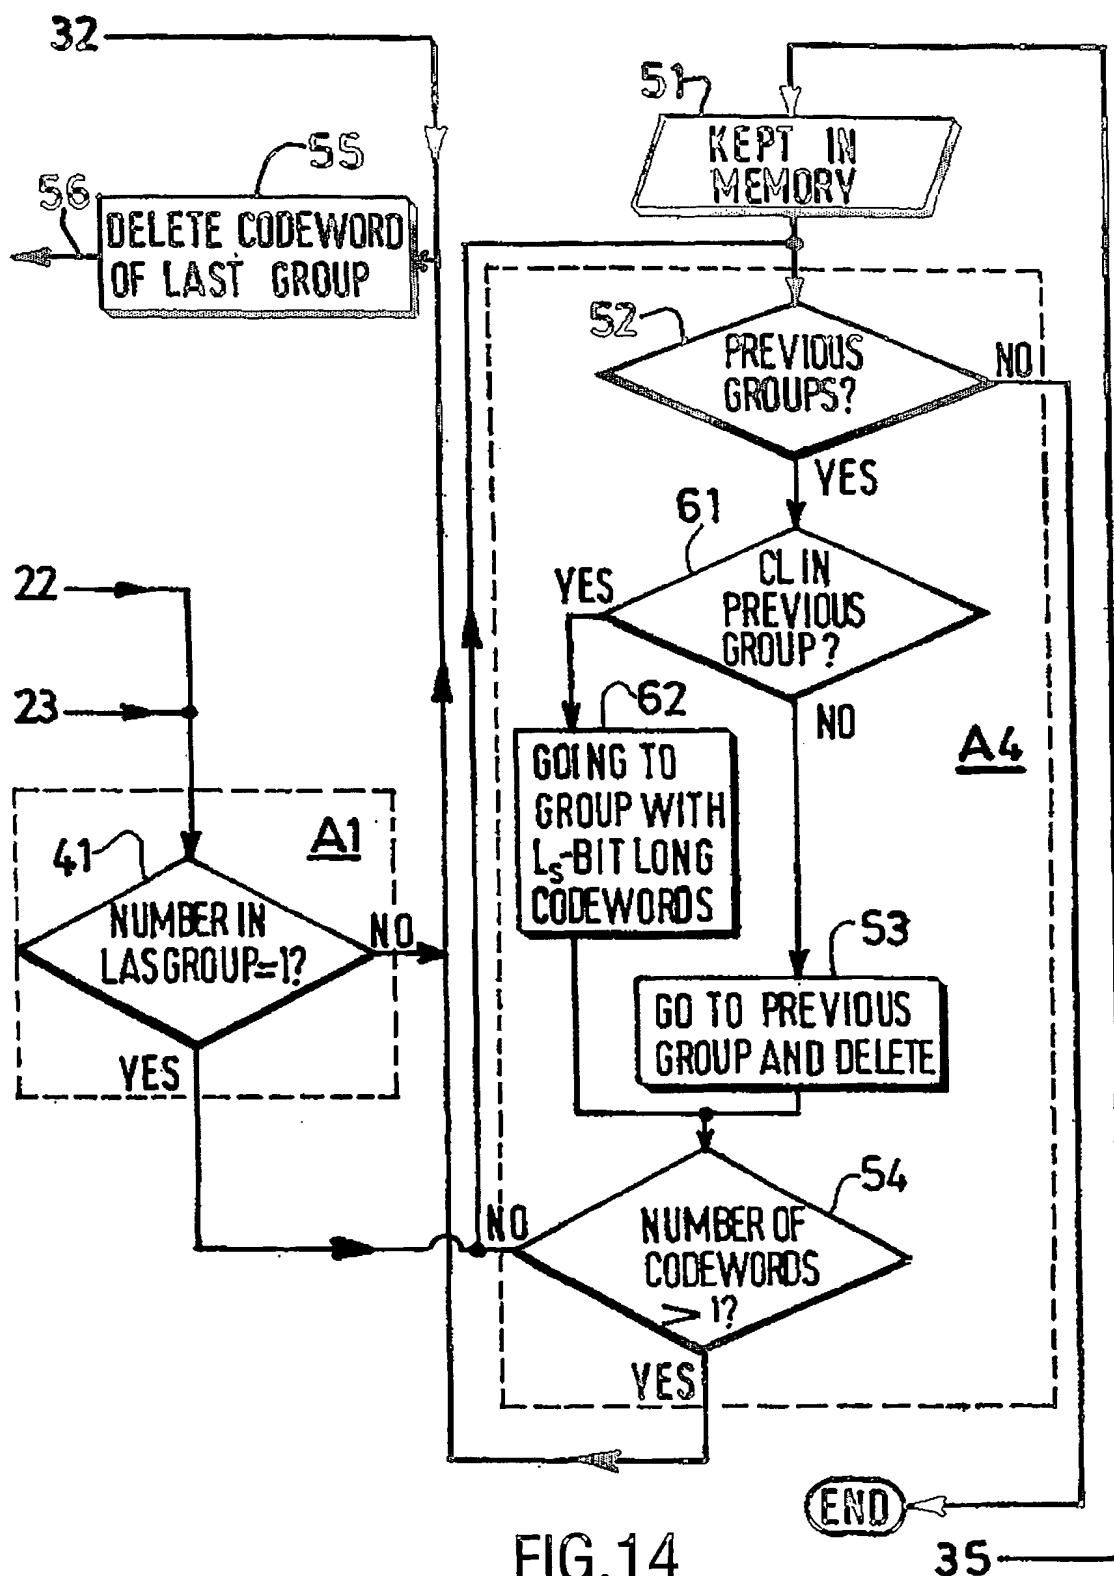 32
51
KEPT IN
MEMORY
55
56
DELETE CODEWORD
OF LAST GROUP
52
PREVIOUS
GROUPS?
NO
YES
61
CL IN
PREVIOUS
GROUP?
YES
NO
22
23
62
GOING TO
GROUP WITH
Ls-BIT LONG
CODEWORDS
A4
A1
41
NUMBER IN
LASGROUP=1?
NO
YES
53
GO TO PREVIOUS
GROUP AND DELETE
54
NUMBER OF
CODEWORDS
> 1?
NO
YES
END
FIG.14
35